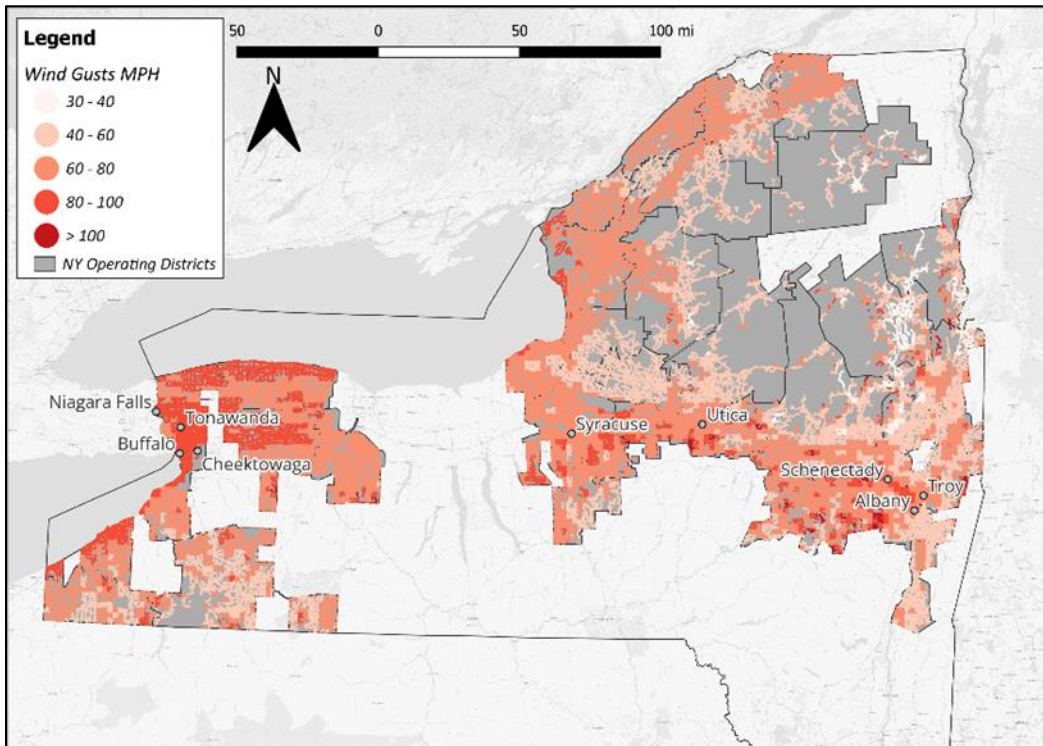 Legend
Wind Gusts MPH
30 - 40
40 - 60
60 - 80
80 - 100
> 100
NY Operating Districts
50 0 50 100 mi
N
Niagara Falls
Tonawanda
Buffalo
Cheektowaga
Syracuse
Utica
Schenectady
Troy
Albany